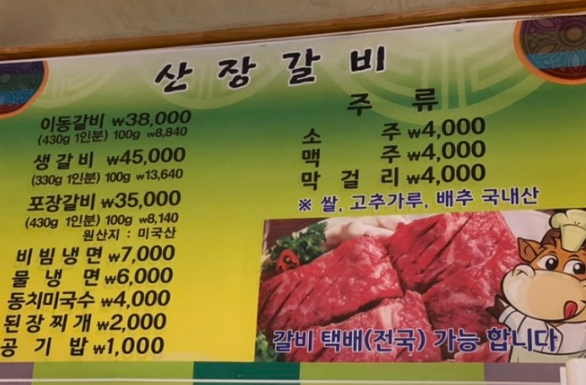 산장갈비
이동갈비 ₩38,000
(430g 1인분) 100g ₩8,840
생갈비 ₩45,000
(330g 1인분) 100g ₩13,640
포장갈비 ₩35,000
(430g 1인분) 100g ₩8,140
원산지 : 미국산
비빔냉면 ₩7,000
물냉면 ₩6,000
동치미국수 ₩4,000
된장찌개 ₩2,000
공기밥 ₩1,000
주류
소주 ₩4,000
맥주 ₩4,000
막걸리 ₩4,000
※ 쌀, 고추가루, 배추 국내산
갈비 택배(전국) 가능 합니다